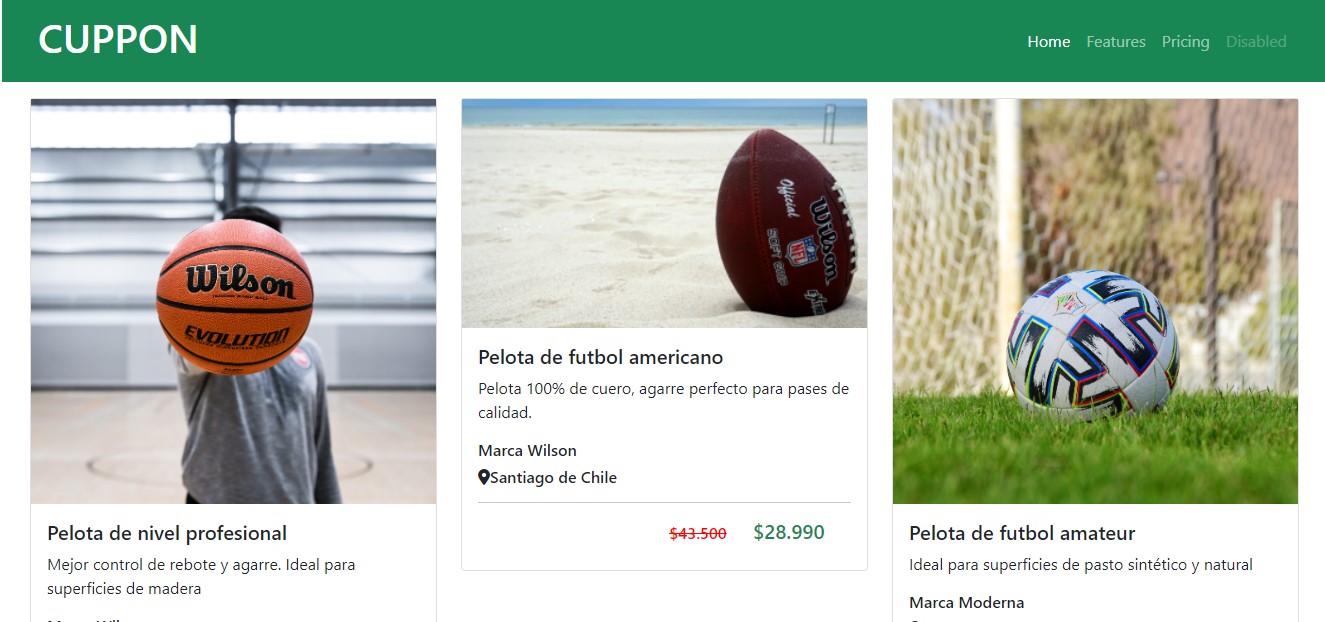 CUPPON
Home Features Pricing Disabled
Wilson
EVOLUTION
Pelota de nivel profesional
Mejor control de rebote y agarre. Ideal para
superficies de madera
Official
Wilson
NFL
SOFT GRIP
Pelota de futbol americano
Pelota 100% de cuero, agarre perfecto para pases de
calidad.
Marca Wilson
Santiago de Chile
$43.500 $28.990
Pelota de futbol amateur
Ideal para superficies de pasto sintético y natural
Marca Moderna